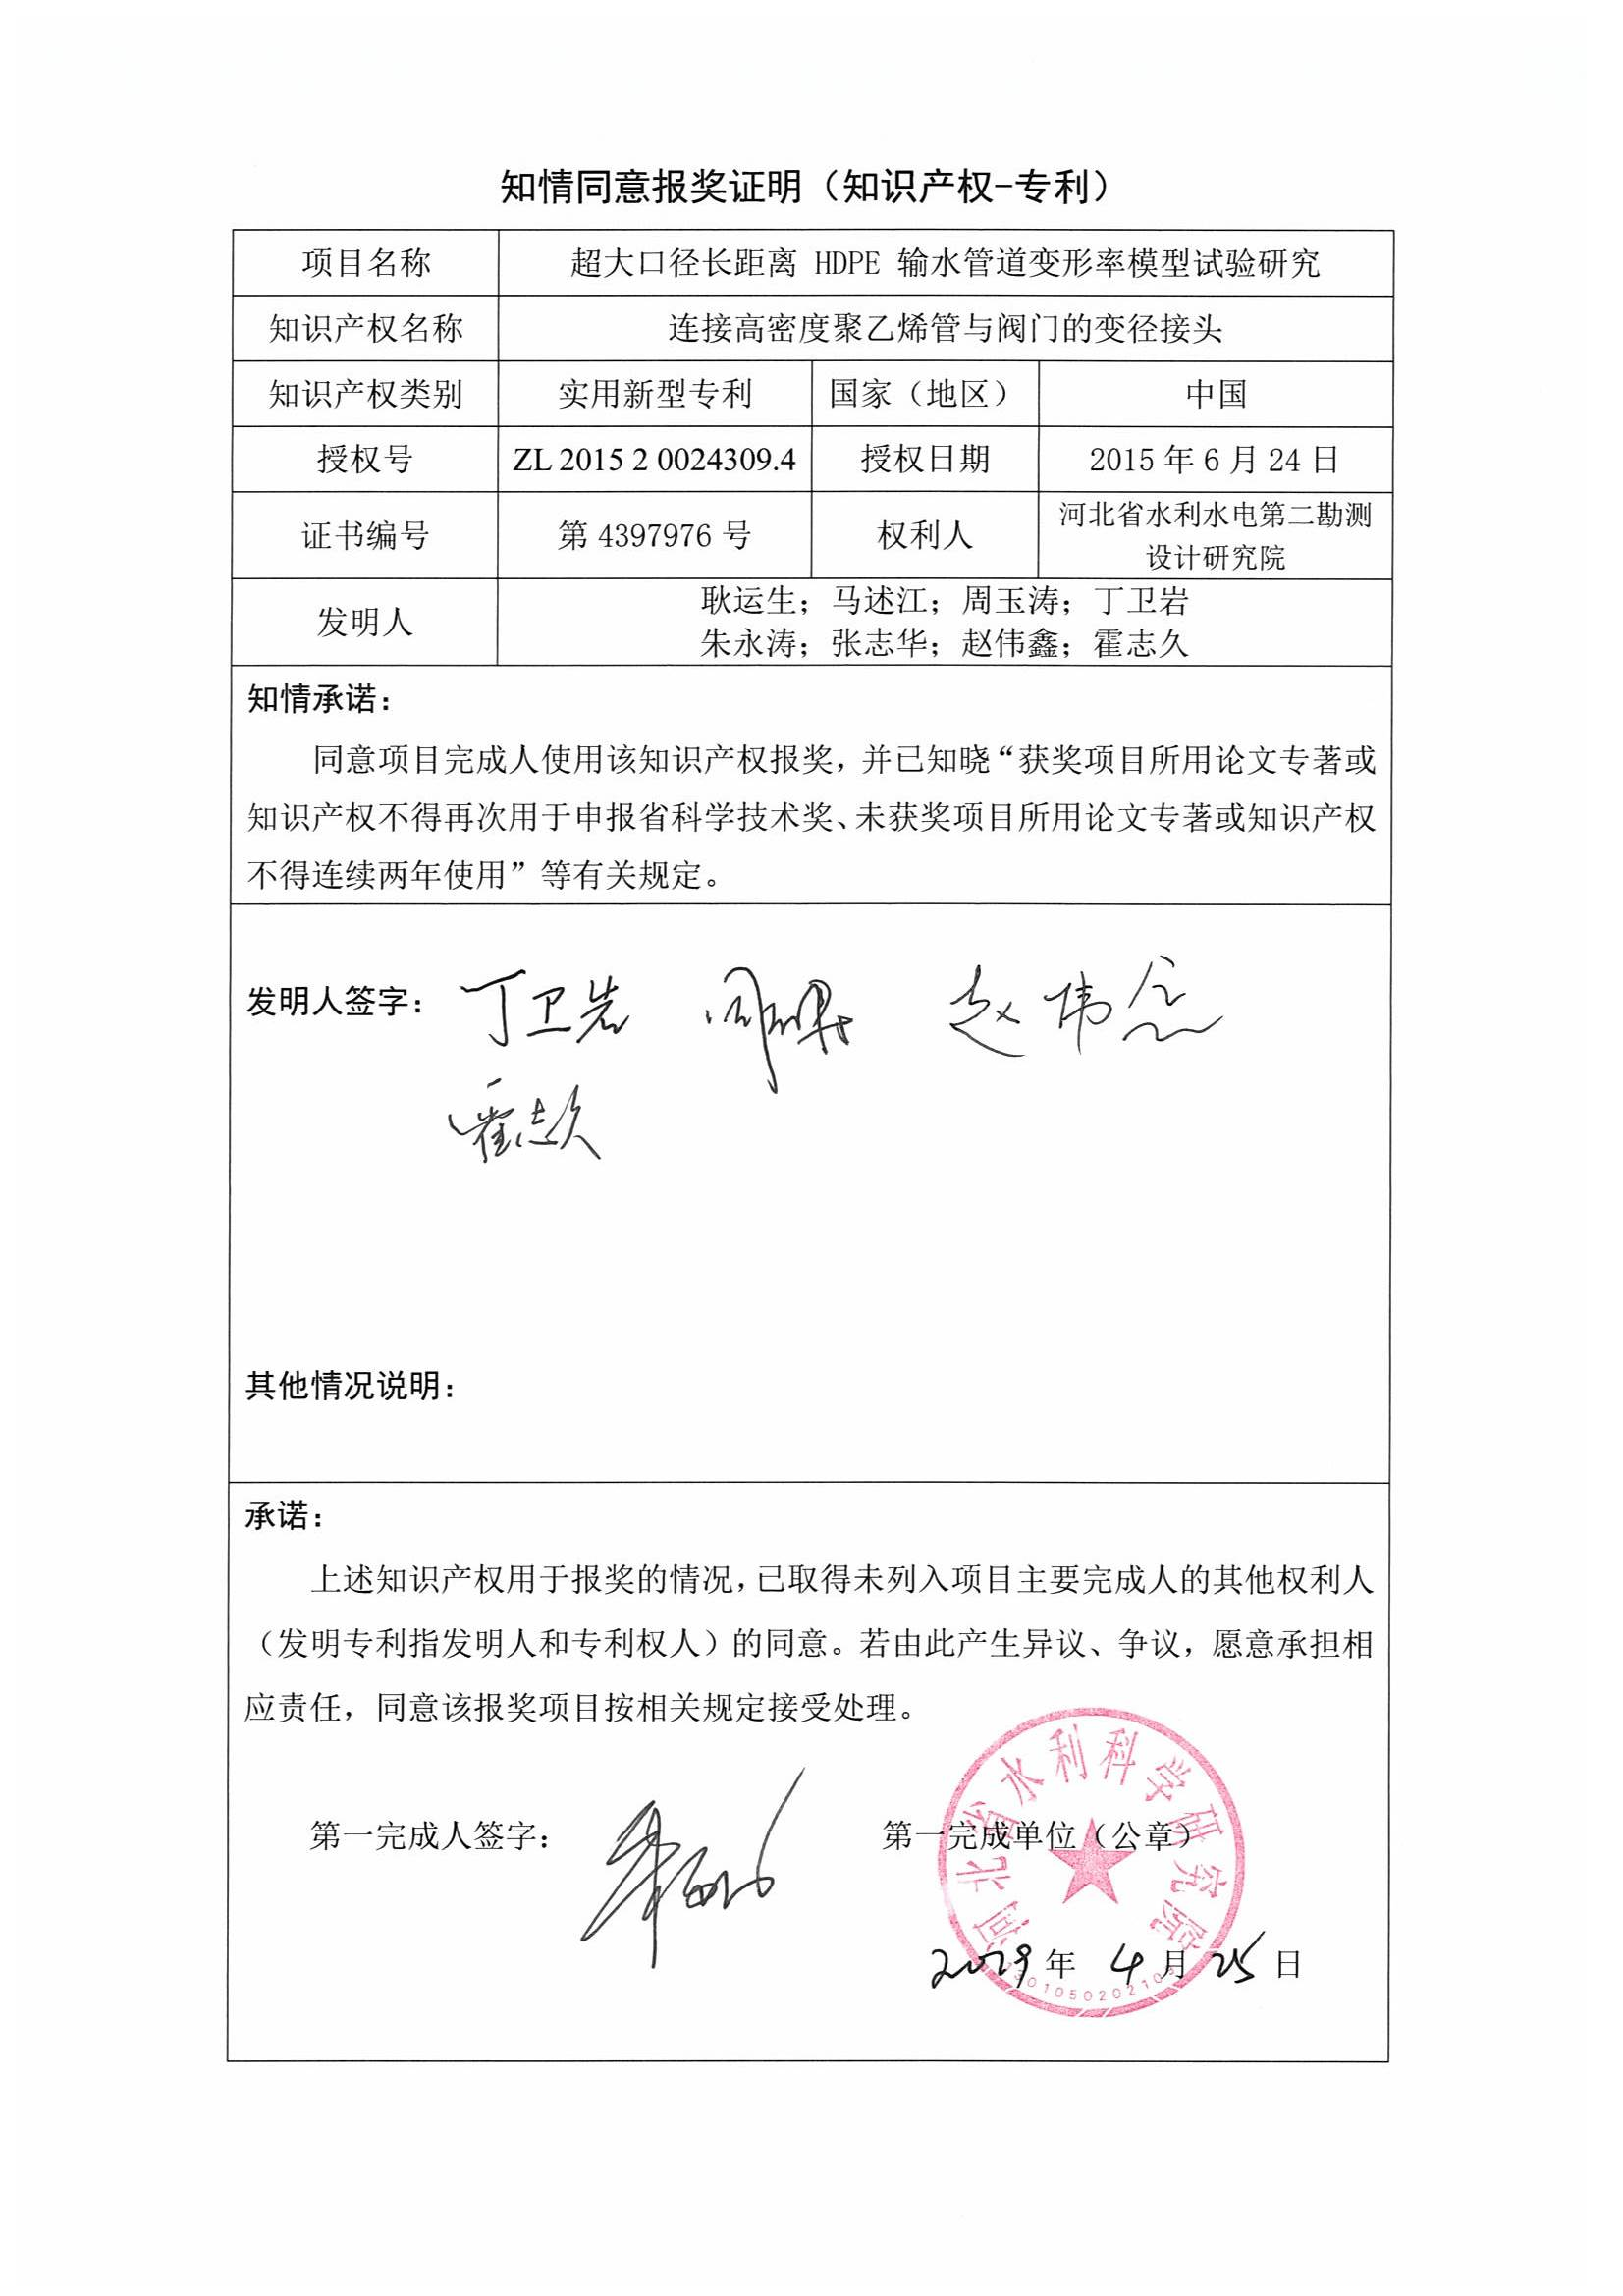 知情同意报奖证明（知识产权-专利）
项目名称 超大口径长距离 HDPE 输水管道变形率模型试验研究
知识产权名称 连接高密度聚乙烯管与阀门的变径接头
知识产权类别 实用新型专利 国家（地区） 中国
授权号 ZL 2015 2 0024309.4 授权日期 2015 年 6 月 24 日
证书编号 第 4397976 号 权利人 河北省水利水电第二勘测
设计研究院
发明人 耿运生；马述江；周玉涛；丁卫岩
朱永涛；张志华；赵伟鑫；霍志久
知情承诺：
同意项目完成人使用该知识产权报奖，并已知晓“获奖项目所用论文专著或
知识产权不得再次用于申报省科学技术奖、未获奖项目所用论文专著或知识产权
不得连续两年使用”等有关规定。
发明人签字： 丁卫岩 赵伟鑫
霍志久
其他情况说明：
承诺：
上述知识产权用于报奖的情况，已取得未列入项目主要完成人的其他权利人
（发明专利指发明人和专利权人）的同意。若由此产生异议、争议，愿意承担相
应责任，同意该报奖项目按相关规定接受处理。
河北省水利科学研究院
第一完成人签字： 第一完成单位（公章）
2019 年 4 月 25 日
1301050202103